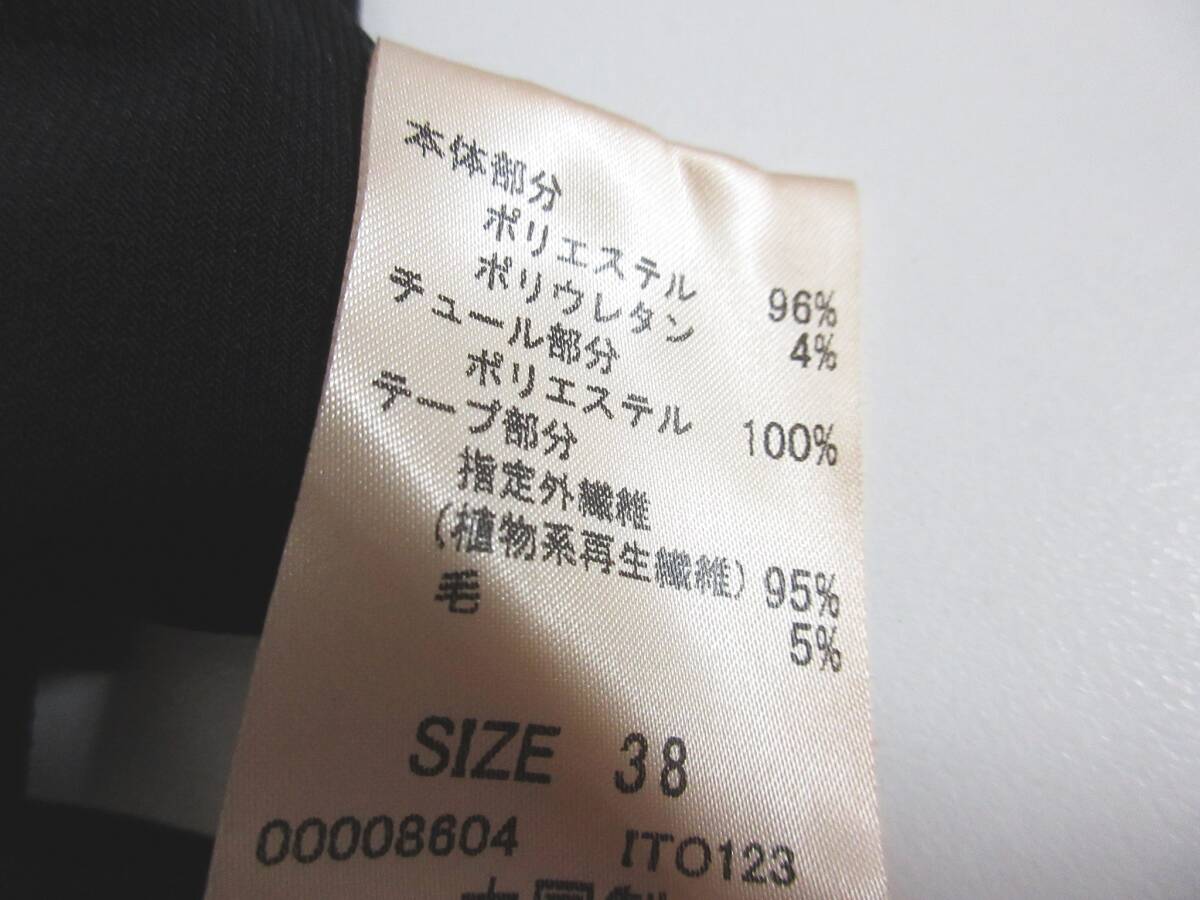 本体部分
ポリエステル 96%
ポリウレタン 4%
チュール部分
ポリエステル 100%
テープ部分
指定外繊維
(植物系再生繊維) 95%
毛 5%
SIZE 38
00008604 ITO123